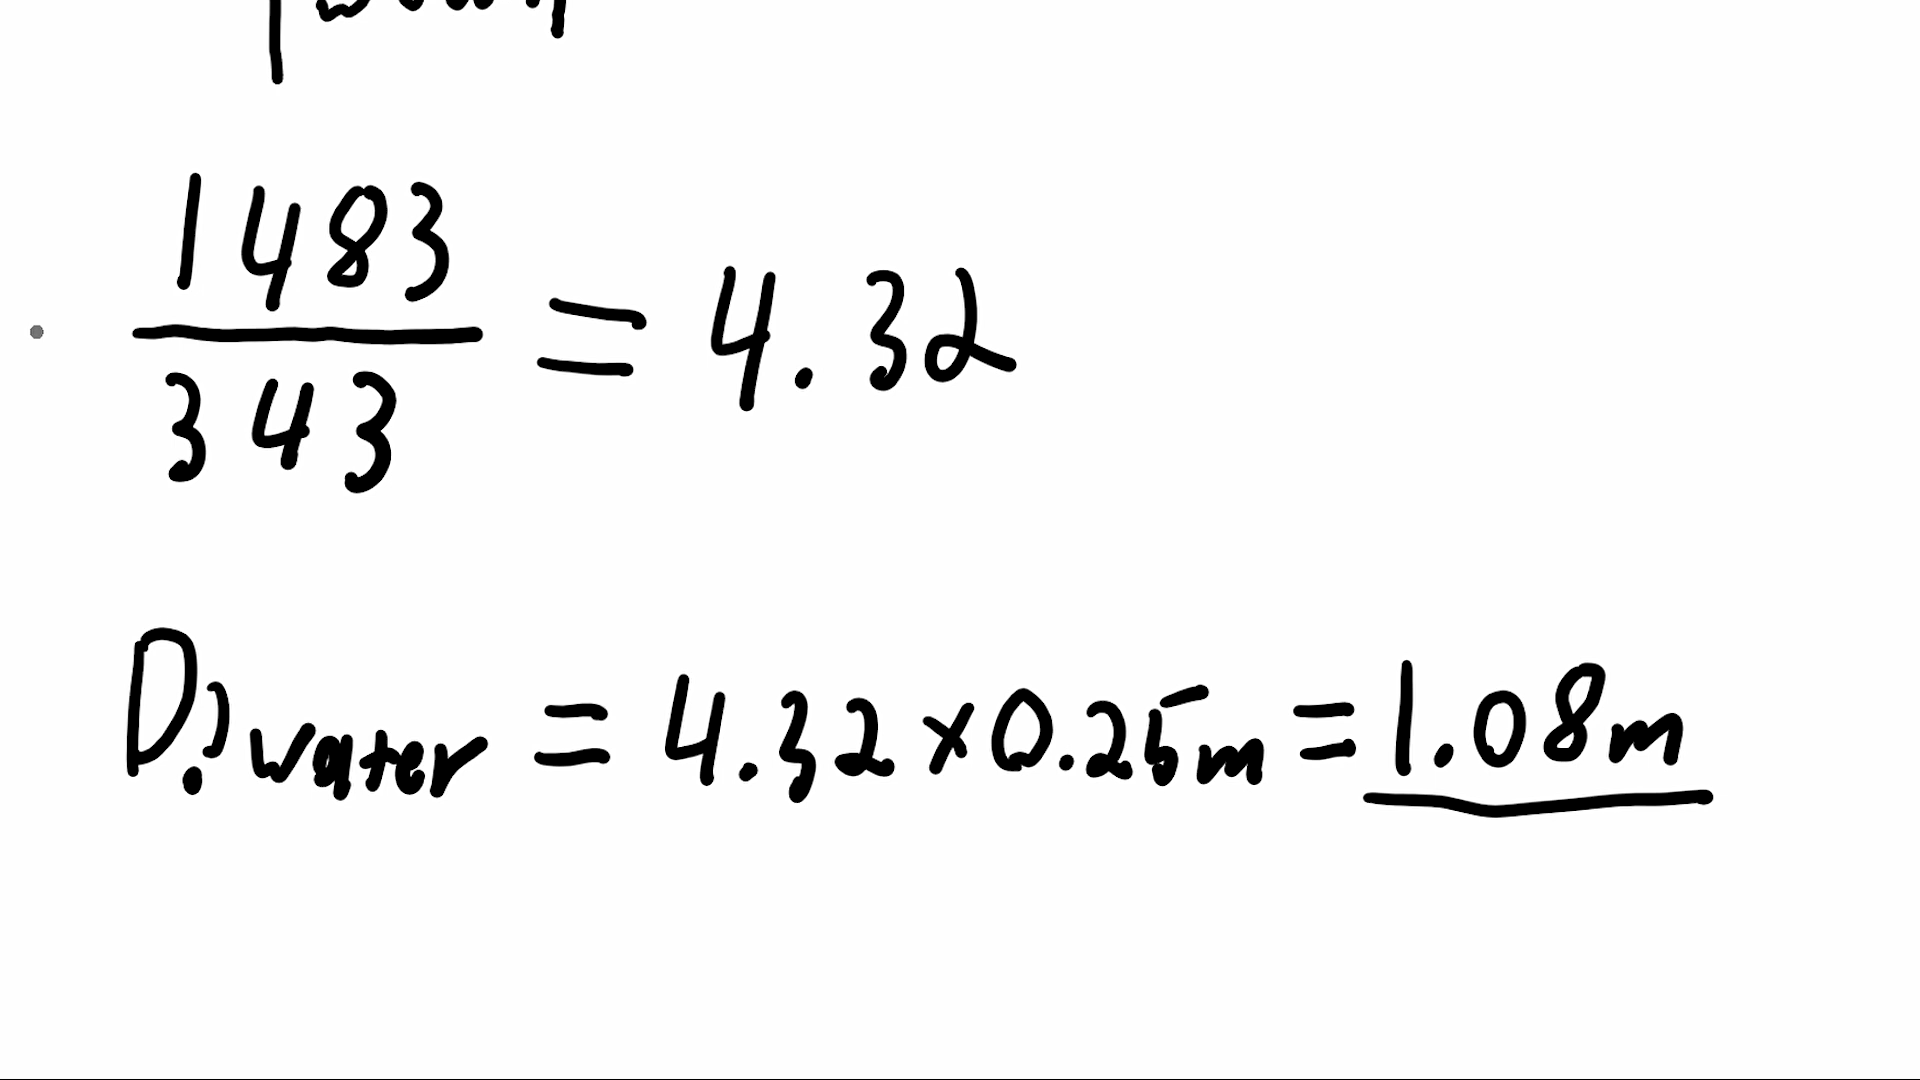 1483
343
= 4.32
D?water = 4.32 × 0.25m = 1.08m